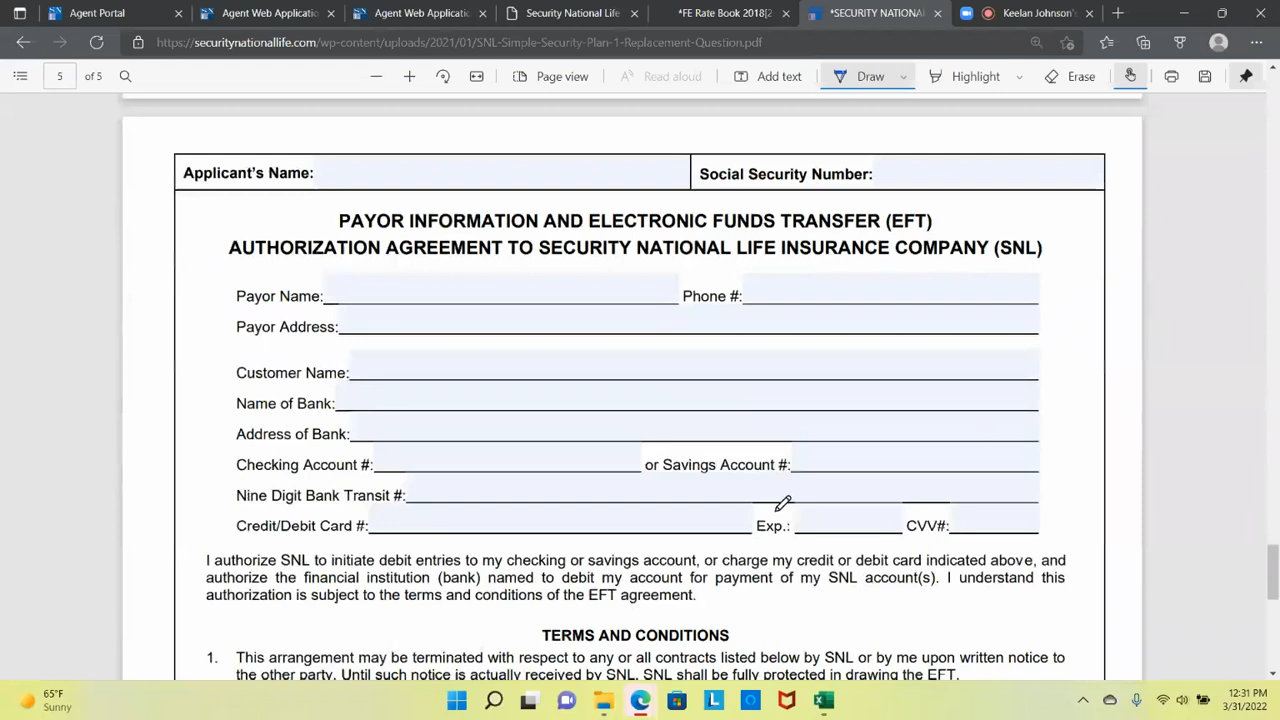 Agent Portal
Agent Web Applicatio
Agent Web Applicatio
Security National Life
*FE Rate Book 2018[2
*SECURITY NATIONAL
Keelan Johnson's
https://securitynationallife.com/wp-content/uploads/2021/01/SNL-Simple-Security-Plan-1-Replacement-Question.pdf
5 of 5
Page view
Read aloud
Add text
Draw
Highlight
Erase
Applicant's Name:
Social Security Number:
PAYOR INFORMATION AND ELECTRONIC FUNDS TRANSFER (EFT)
AUTHORIZATION AGREEMENT TO SECURITY NATIONAL LIFE INSURANCE COMPANY (SNL)
Payor Name: Phone #:
Payor Address:
Customer Name:
Name of Bank:
Address of Bank:
Checking Account #: or Savings Account #:
Nine Digit Bank Transit #:
Credit/Debit Card #: Exp.: CVV#:
I authorize SNL to initiate debit entries to my checking or savings account, or charge my credit or debit card indicated above, and
authorize the financial institution (bank) named to debit my account for payment of my SNL account(s). I understand this
authorization is subject to the terms and conditions of the EFT agreement.
TERMS AND CONDITIONS
1. This arrangement may be terminated with respect to any or all contracts listed below by SNL or by me upon written notice to
the other party. Until such notice is actually received by SNL, SNL shall be fully protected in drawing the EFT.
65°F
Sunny
12:31 PM
3/31/2022